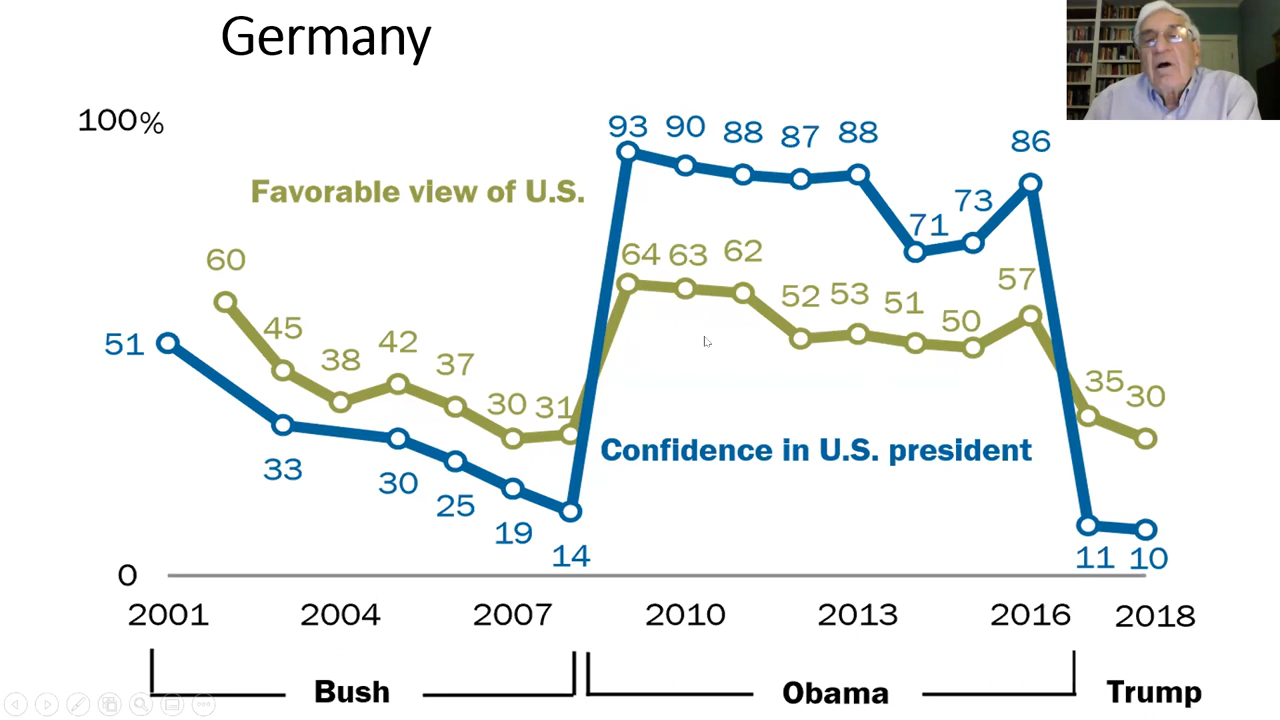 Germany
100%
93 90 88 87 88
86
Favorable view of U.S.
73
71
60
64 63 62
57
52 53 51 50
51
45
38
42
37
30 31
35 30
Confidence in U.S. president
33
30
25
19
14
11 10
0
2001 2004 2007 2010 2013 2016 2018
Bush Obama Trump